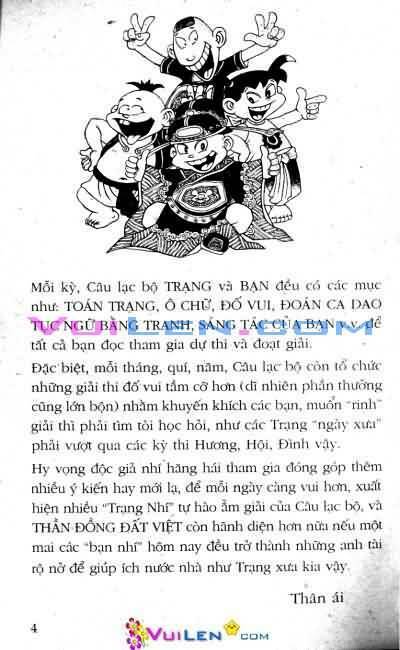 Mỗi kỳ, Câu lạc bộ TRẠNG và BẠN đều có các mục
như: TOÁN TRẠNG, Ô CHỮ, ĐỐ VUI, ĐOÁN CA DAO
TỤC NGỮ BẰNG TRANH, SÁNG TÁC CỦA BẠN...v..v. để
tất cả bạn đọc tham gia dự thi và đoạt giải.
Đặc biệt, mỗi tháng, quí, năm, Câu lạc bộ còn tổ chức
những giải thi đố vui tầm cỡ hơn (dĩ nhiên phần thưởng
cũng lớn bộn) nhằm khuyến khích các bạn, muốn "rinh"
giải thì phải tìm tòi học hỏi, như các Trạng "ngày xưa"
phải vượt qua các kỳ thi Hương, Hội, Đình vậy.
Hy vọng độc giả nhí hăng hái tham gia đóng góp thêm
nhiều ý kiến hay mới lạ, để mỗi ngày càng vui hơn, xuất
hiện nhiều "Trạng Nhí" tự hào ẵm giải của Câu lạc bộ, và
THẦN ĐỒNG ĐẤT VIỆT còn hãnh diện hơn nữa nếu một
mai các "bạn nhí" hôm nay đều trở thành những anh tài
rộ nở để giúp ích nước nhà như Trạng xưa kia vậy.
Thân ái
4
VUILEN.COM
VUILEN.COM